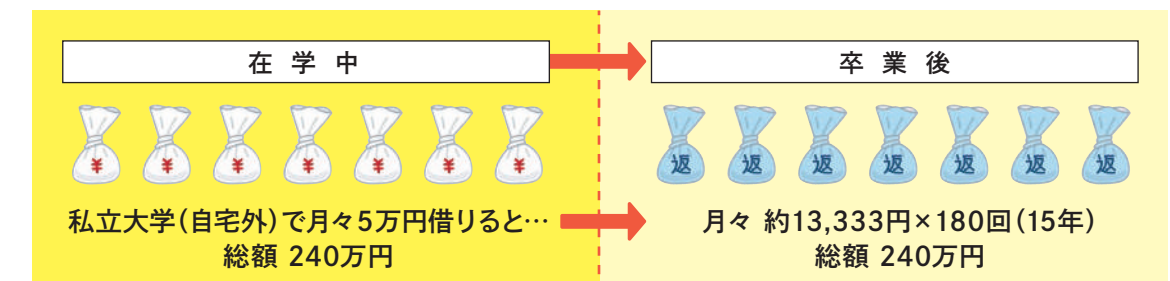 在学中
卒業後
¥ ¥ ¥ ¥ ¥ ¥ ¥
返 返 返 返 返 返 返
私立大学(自宅外)で月々5万円借りると…
総額 240万円
月々 約13,333円×180回(15年)
総額 240万円